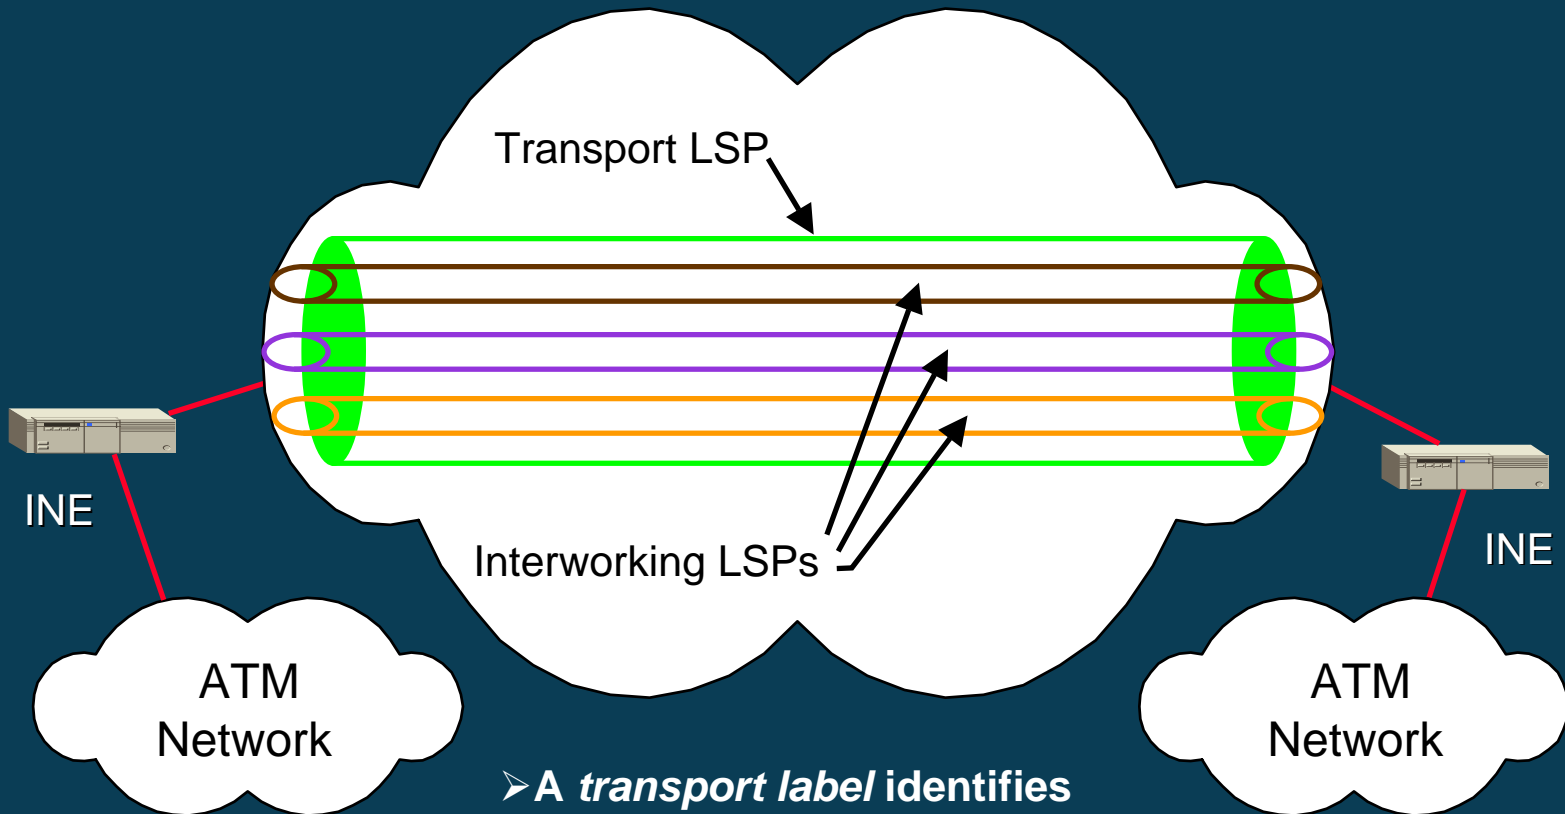 Transport LSP
Interworking LSPs
INE
INE
ATM
Network
ATM
Network
➢A transport label identifies